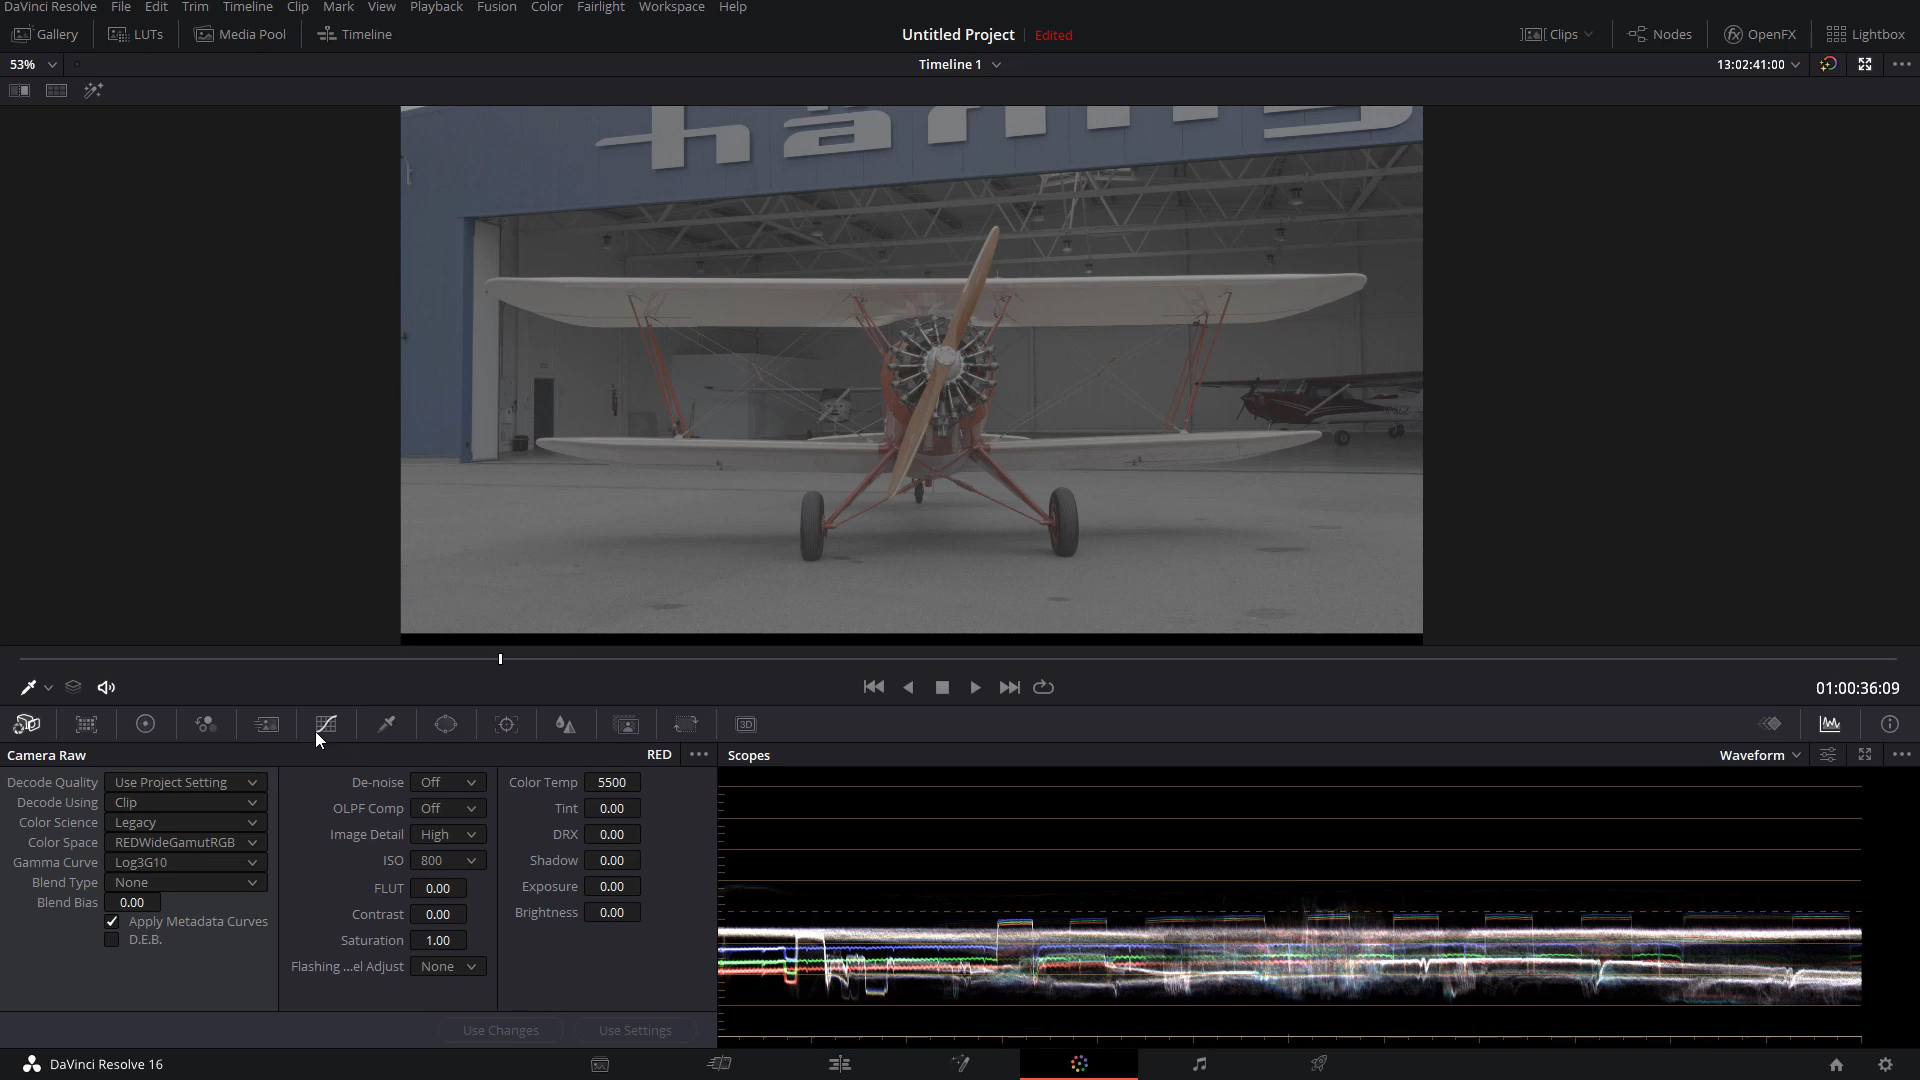 DaVinci Resolve File Edit Trim Timeline Clip Mark View Playback Fusion Color Fairlight Workspace Help
Gallery LUTs Media Pool Timeline Untitled Project Edited Clips Nodes OpenFX Lightbox
53% Timeline 1 13:02:41:00
01:00:36:09
3D
Camera Raw RED Scopes Waveform
Decode Quality Use Project Setting De-noise Off Color Temp 5500
Decode Using Clip OLPF Comp Off Tint 0.00
Color Science Legacy Image Detail High DRX 0.00
Color Space REDWideGamutRGB ISO 800 Shadow 0.00
Gamma Curve Log3G10 FLUT 0.00 Exposure 0.00
Blend Type None Contrast 0.00 Brightness 0.00
Blend Bias 0.00 Saturation 1.00
Apply Metadata Curves Flashing ...el Adjust None
D.E.B.
Use Changes Use Settings
DaVinci Resolve 16